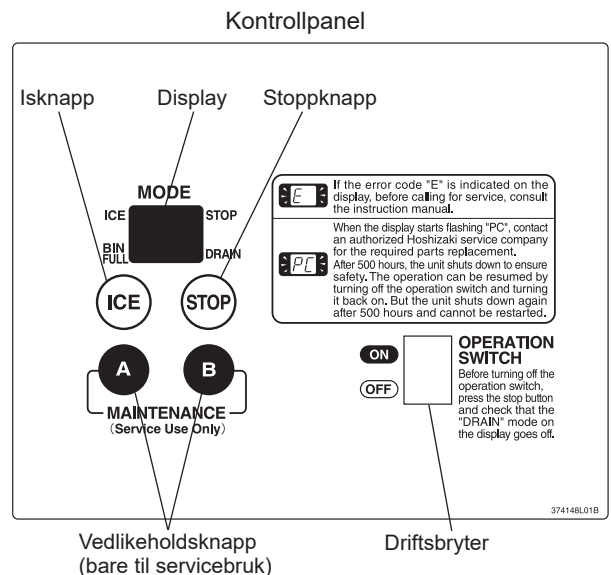 Kontrollpanel
Isknapp
Display
Stoppknapp
MODE
ICE
STOP
BIN
FULL
DRAIN
ICE
STOP
A
B
MAINTENANCE
(Service Use Only)
E
If the error code "E" is indicated on the
display, before calling for service, consult
the instruction manual.
PC
When the display starts flashing "PC", contact
an authorized Hoshizaki service company
for the required parts replacement.
After 500 hours, the unit shuts down to ensure
safety. The operation can be resumed by
turning off the operation switch and turning
it back on. But the unit shuts down again
after 500 hours and cannot be restarted.
ON
OFF
OPERATION
SWITCH
Before turning off the
operation switch,
press the stop button
and check that the
"DRAIN" mode on
the display goes off.
374148L01B
Vedlikeholdsknapp
(bare til servicebruk)
Driftsbryter